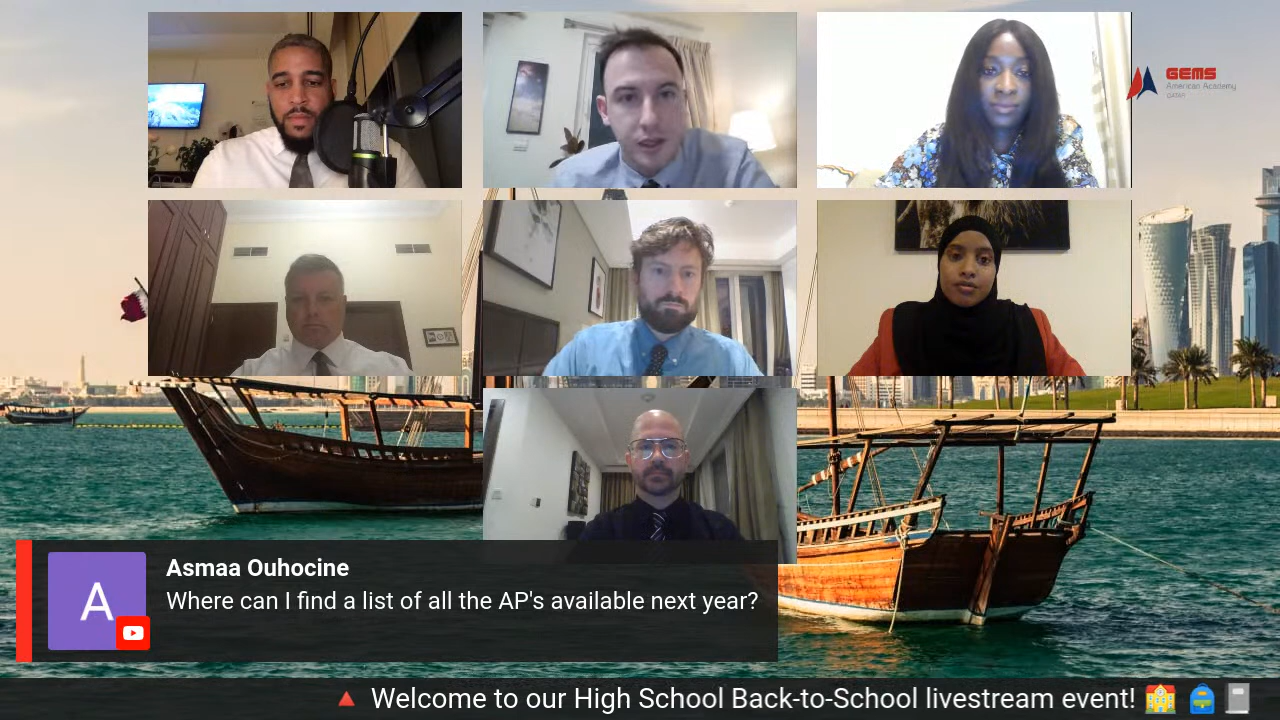 GEMS
American Academy
QATAR
A
Asmaa Ouhocine
Where can I find a list of all the AP's available next year?
🔺 Welcome to our High School Back-to-School livestream event! 🏫 🎒 📓